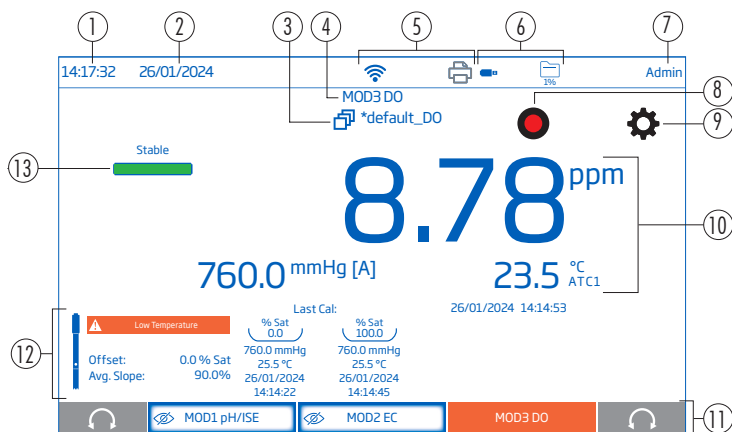 1 2 3 4 5 6 7
14:17:32 26/01/2024 1% Admin
MOD3 DO
*default_DO
8
9
Stable
13
8.78 ppm
10
760.0 mmHg [A] 23.5 °C ATC1
26/01/2024 14:14:53
Last Cal:
Low Temperature
12
Offset: 0.0 % Sat
Avg. Slope: 90.0%
% Sat
0.0
760.0 mmHg
25.5 °C
26/01/2024
14:14:22
% Sat
100.0
760.0 mmHg
25.5 °C
26/01/2024
14:14:45
MOD1 pH/ISE MOD2 EC MOD3 DO
11